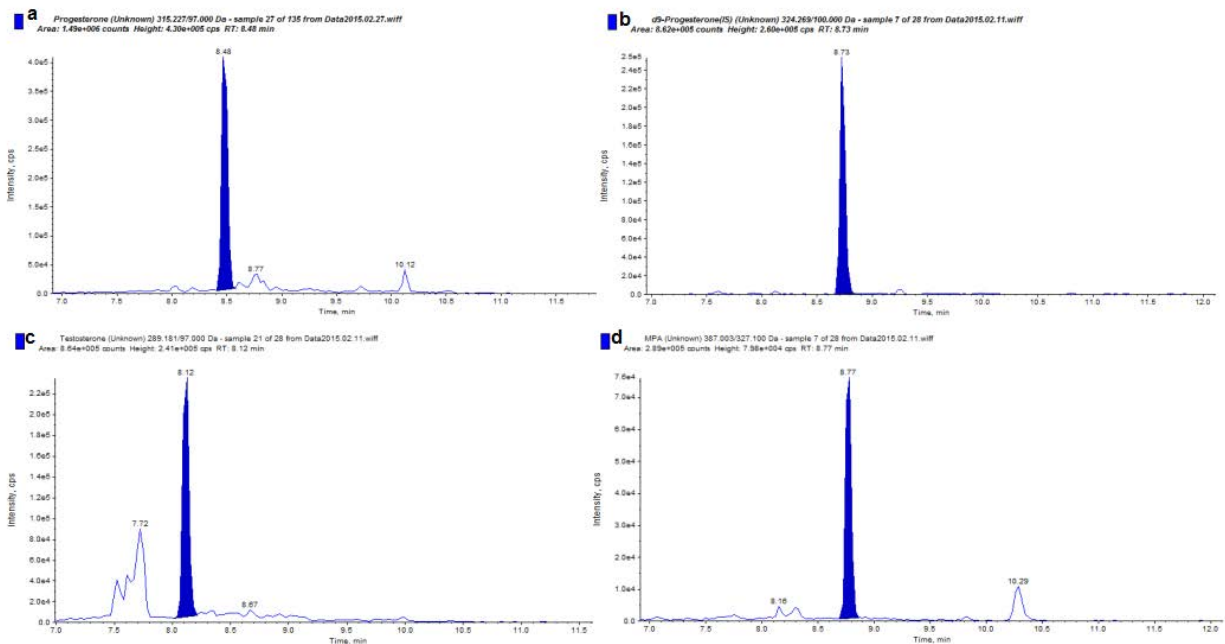 a
Progesterone (Unknown) 315.227/97.000 Da - sample 27 of 135 from Data2015.02.27.wiff
Area: 1.49e+006 counts Height: 4.30e+005 cps RT: 8.48 min
8.48
4.0e5
3.0e5
2.0e5
1.0e5
5.0e4
0.0
Intensity, cps
8.77
10.12
7.0 7.5 8.0 8.5 9.0 9.5 10.0 10.5 11.0 11.5
Time, min
b
d9-Progesterone(IS) (Unknown) 324.269/100.000 Da - sample 7 of 28 from Data2015.02.11.wiff
Area: 8.62e+005 counts Height: 2.60e+005 cps RT: 8.73 min
8.73
2.5e5
2.4e5
2.2e5
2.0e5
1.8e5
1.6e5
1.4e5
1.2e5
1.0e5
8.0e4
6.0e4
4.0e4
2.0e4
0.0
Intensity, cps
7.0 7.5 8.0 8.5 9.0 9.5 10.0 10.5 11.0 11.5 12.0
Time, min
c
Testosterone (Unknown) 289.181/97.000 Da - sample 21 of 28 from Data2015.02.11.wiff
Area: 8.64e+005 counts Height: 2.41e+005 cps RT: 8.12 min
8.12
2.2e5
2.0e5
1.8e5
1.6e5
1.4e5
1.2e5
1.0e5
8.0e4
6.0e4
4.0e4
2.0e4
0.0
Intensity, cps
7.72
8.67
7.0 7.5 8.0 8.5 9.0 9.5 10.0 10.5 11.0 11.5
Time, min
d
MPA (Unknown) 387.003/327.100 Da - sample 7 of 28 from Data2015.02.11.wiff
Area: 2.89e+005 counts Height: 7.98e+004 cps RT: 8.77 min
8.77
7.6e4
7.0e4
6.0e4
5.0e4
4.0e4
3.0e4
2.0e4
1.0e4
0.0
Intensity, cps
8.16
10.29
7.0 7.5 8.0 8.5 9.0 9.5 10.0 10.5 11.0 11.5 12.0
Time, min